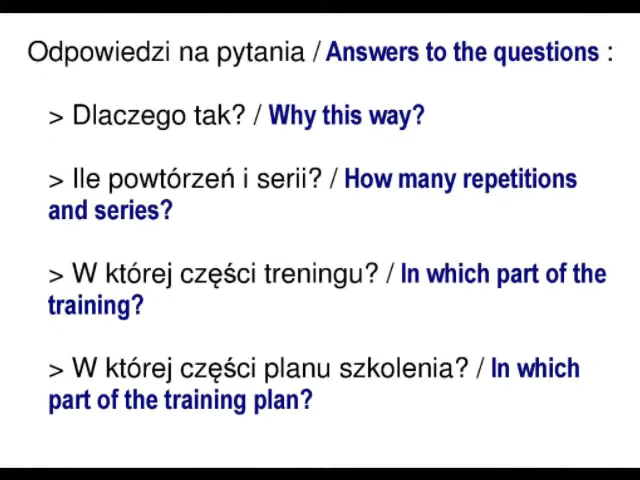 Odpowiedzi na pytania / Answers to the questions :
> Dlaczego tak? / Why this way?
> Ile powtórzeń i serii? / How many repetitions
and series?
> W której części treningu? / In which part of the
training?
> W której części planu szkolenia? / In which
part of the training plan?